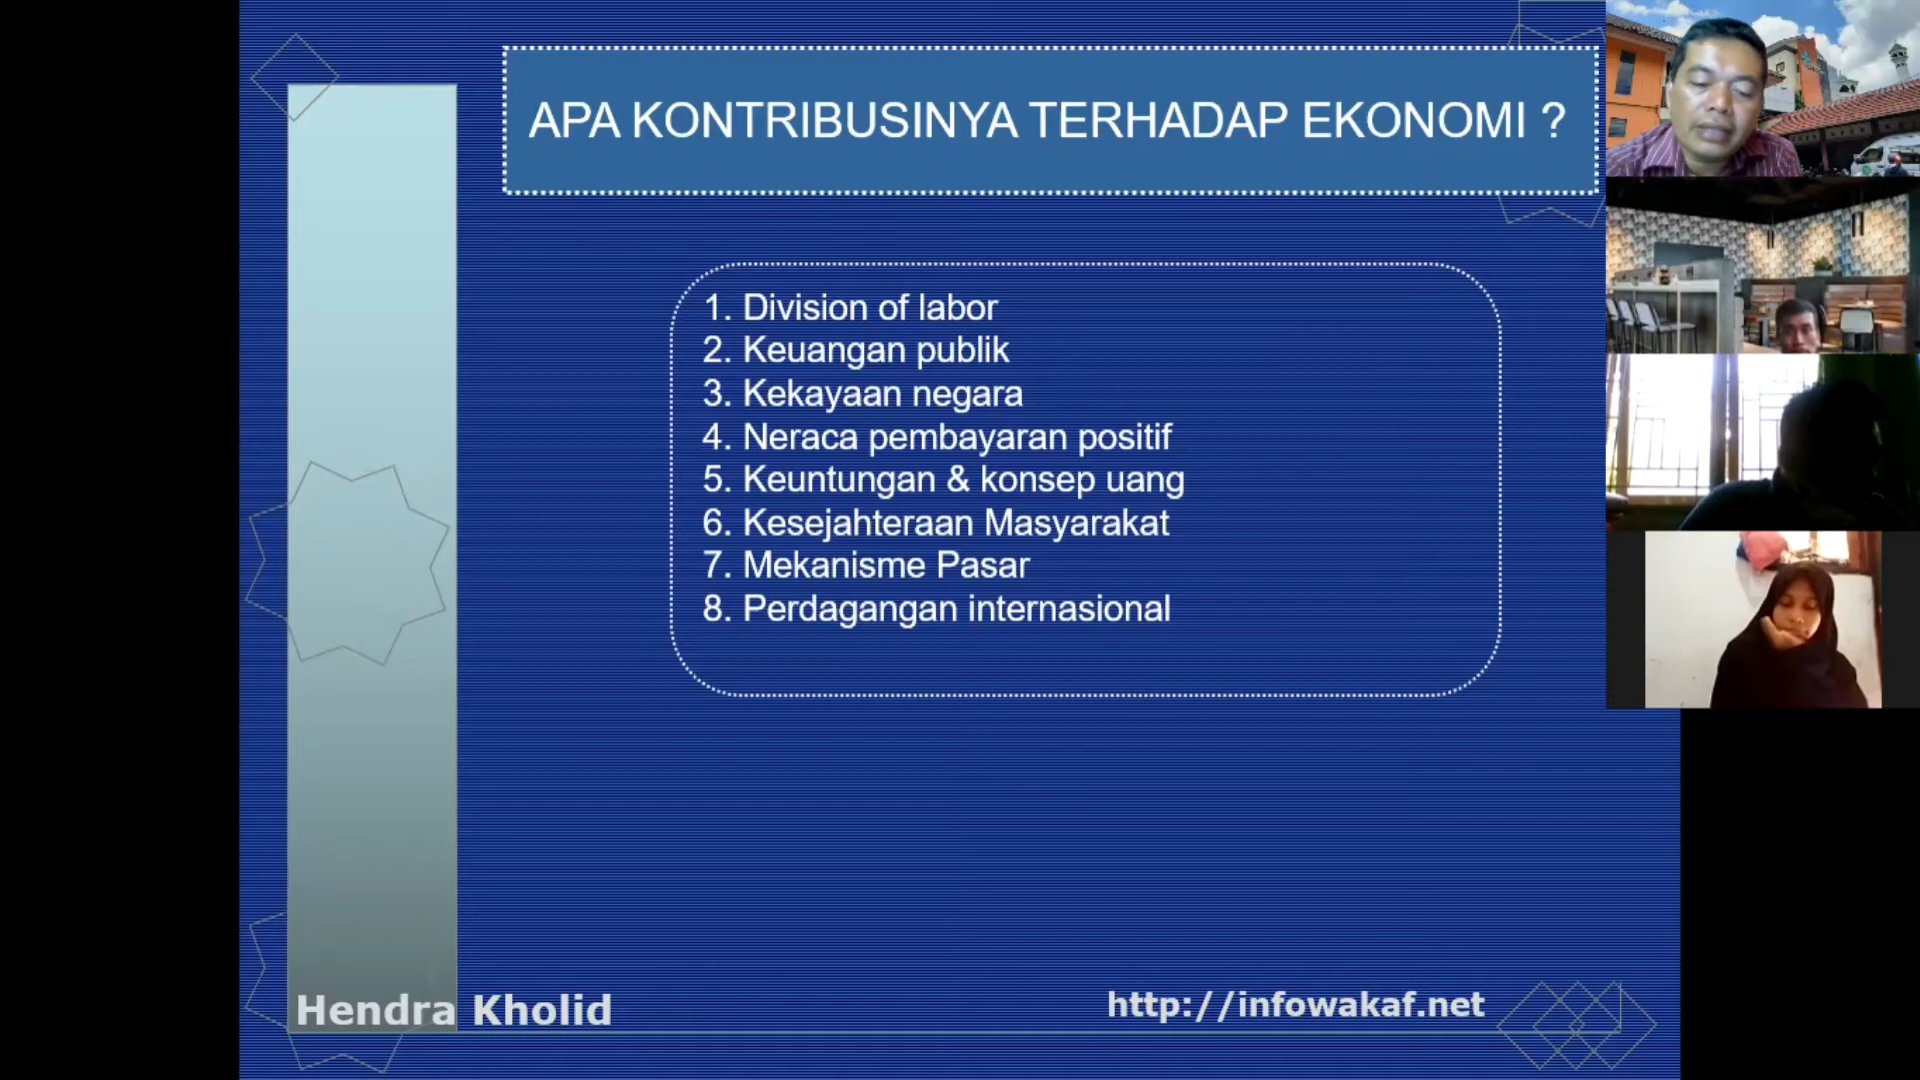 APA KONTRIBUSINYA TERHADAP EKONOMI ?
1. Division of labor
2. Keuangan publik
3. Kekayaan negara
4. Neraca pembayaran positif
5. Keuntungan & konsep uang
6. Kesejahteraan Masyarakat
7. Mekanisme Pasar
8. Perdagangan internasional
Hendra Kholid
http://infowakaf.net